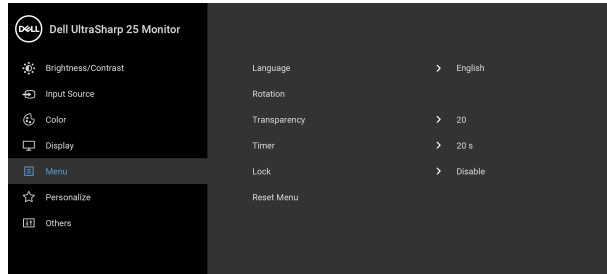 DELL Dell UltraSharp 25 Monitor
Brightness/Contrast
Input Source
Color
Display
Menu
Personalize
Others
Language > English
Rotation
Transparency > 20
Timer > 20 s
Lock > Disable
Reset Menu